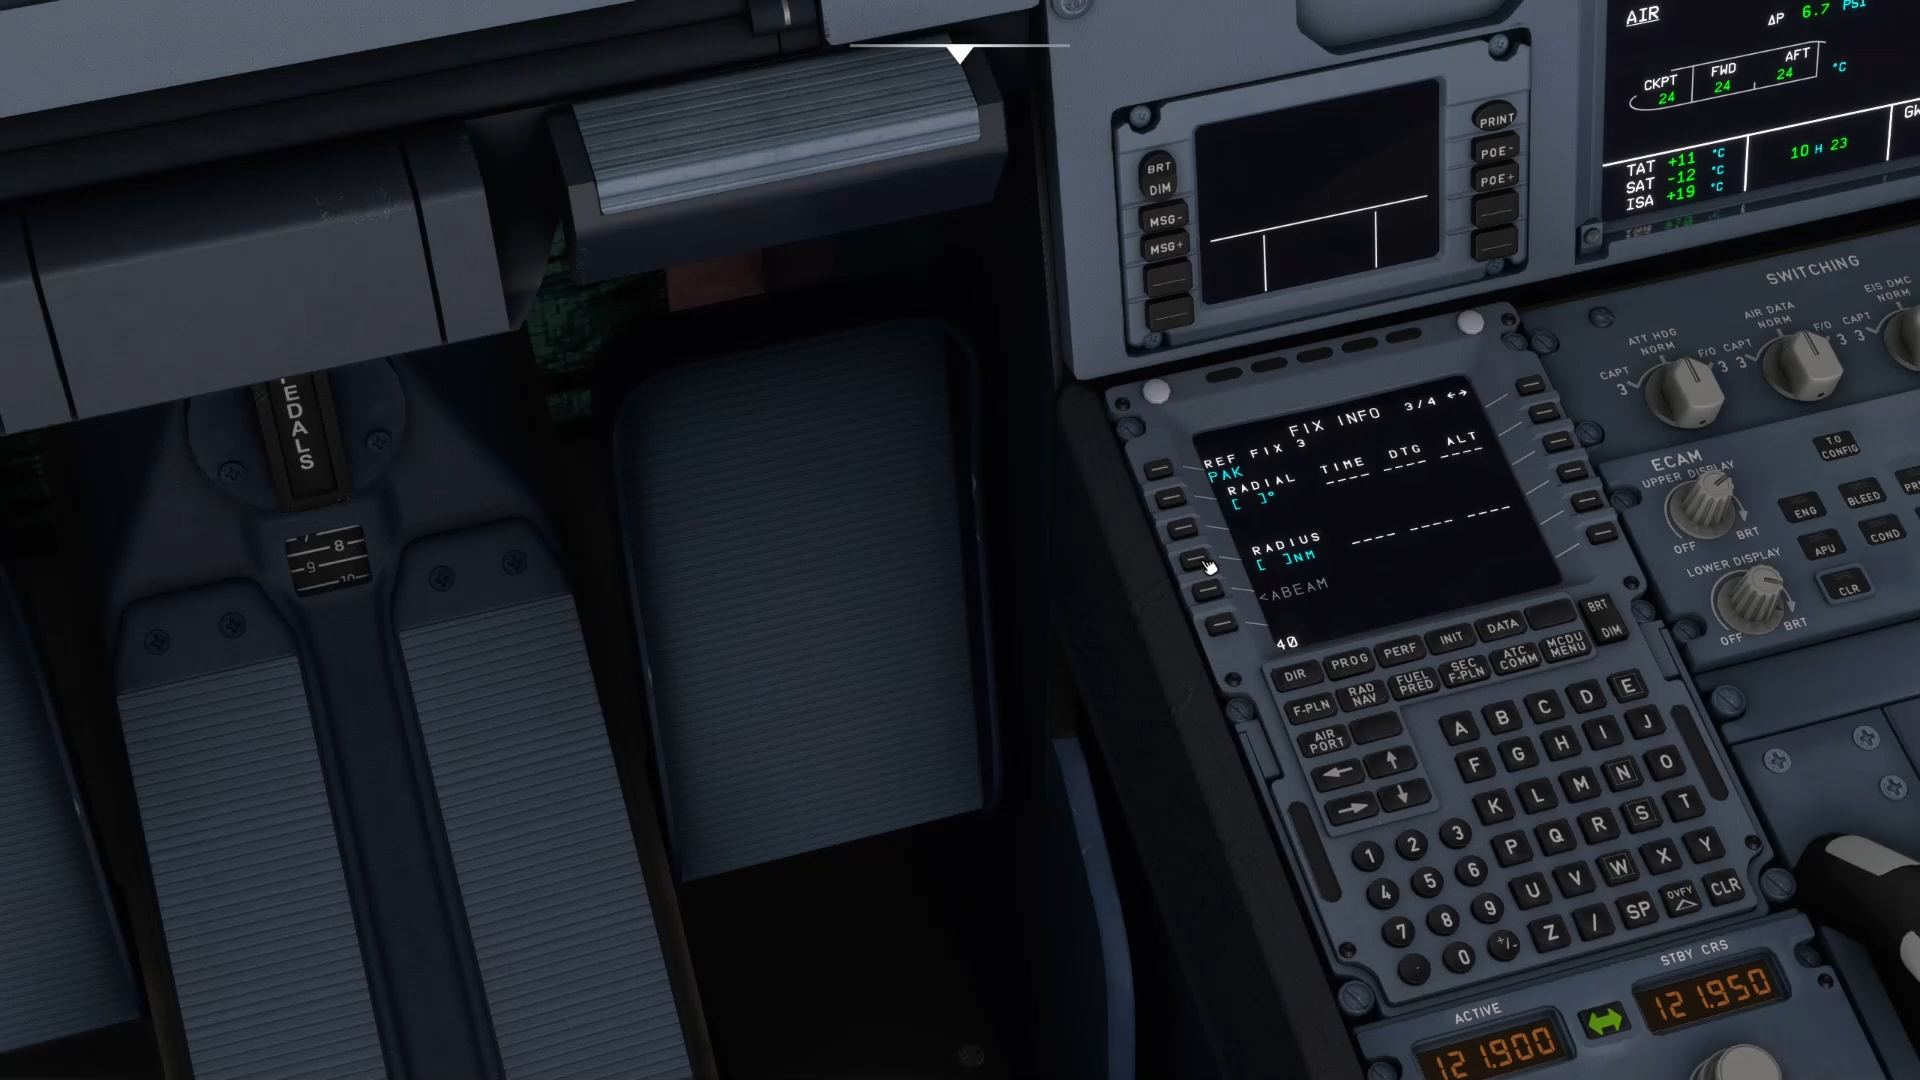 AIR
ΔP 6.7 PSI
CKPT FWD AFT
24 24 24 °C
TAT +11 °C
SAT -12 °C
ISA +19 °C
10 H 23
GW
BRT
DIM
MSG-
MSG+
PRINT
POE-
POE+
SWITCHING
ATT HDG
NORM
CAPT
3
F/O
3
AIR DATA
NORM
CAPT
3
F/O
3
EIS DMC
NORM
CAPT
3
FIX INFO 3/4 ←→
REF FIX 3
PAK
RADIAL TIME DTG ALT
[ ]° ---- ---- ----
RADIUS
[ ]NM ---- ---- ----
<ABEAM
40
ECAM
UPPER DISPLAY
OFF BRT
LOWER DISPLAY
OFF BRT
T.O
CONFIG
ENG
BLEED
APU
COND
CLR
DIR
PROG
PERF
INIT
DATA
BRT
DIM
F-PLN
RAD
NAV
FUEL
PRED
SEC
F-PLN
ATC
COMM
MCDU
MENU
AIR
PORT
← ↑
→ ↓
A B C D E
F G H I J
K L M N O
P Q R S T
U V W X Y
Z / SP OVFY CLR
1 2 3
4 5 6
7 8 9
. 0 +/-
PEDALS
7
8
9
10
ACTIVE
121.900
STBY CRS
121.950